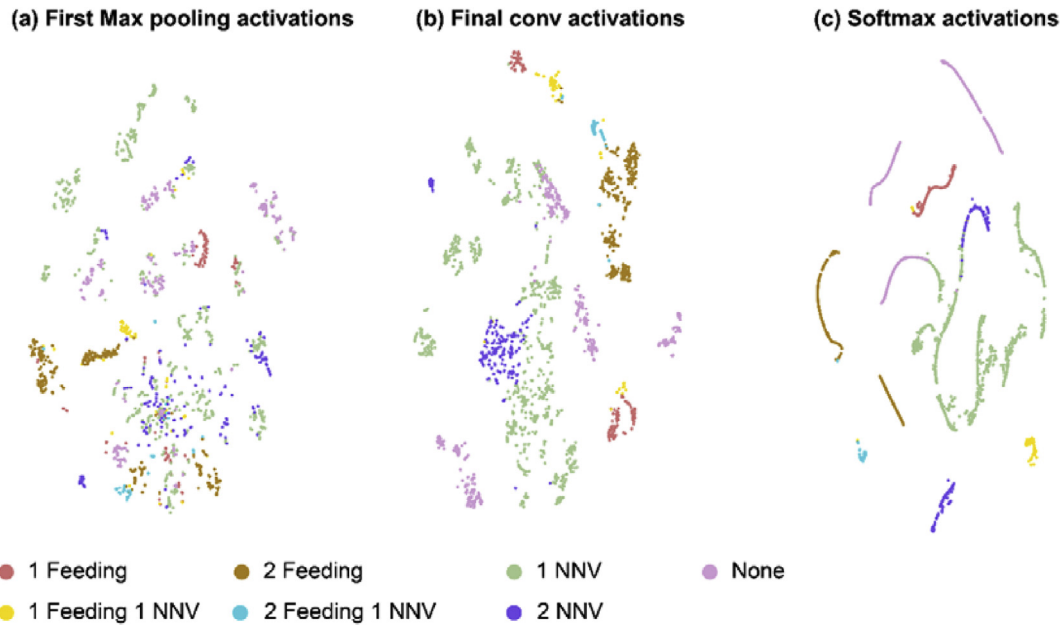 (a) First Max pooling activations (b) Final conv activations (c) Softmax activations
1 Feeding 2 Feeding 1 NNV None
1 Feeding 1 NNV 2 Feeding 1 NNV 2 NNV